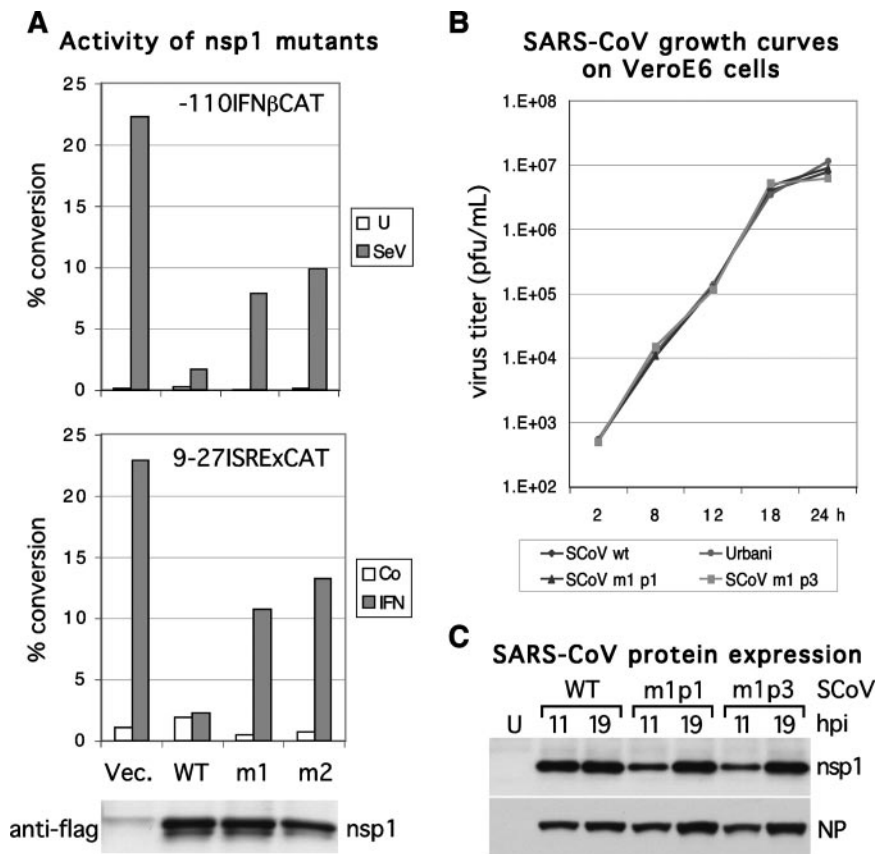 A
Activity of nsp1 mutants
-110IFNβCAT
% conversion
25
20
15
10
5
0
U
SeV
9-27ISRExCAT
% conversion
25
20
15
10
5
0
Co
IFN
Vec. WT m1 m2
anti-flag nsp1
B
SARS-CoV growth curves
on VeroE6 cells
virus titer (pfu/mL)
1.E+08
1.E+07
1.E+06
1.E+05
1.E+04
1.E+03
1.E+02
2 8 12 18 24 h
SCoV wt Urbani
SCoV m1 p1 SCoV m1 p3
C
SARS-CoV protein expression
WT m1p1 m1p3 SCoV
U 11 19 11 19 11 19 hpi
nsp1
NP